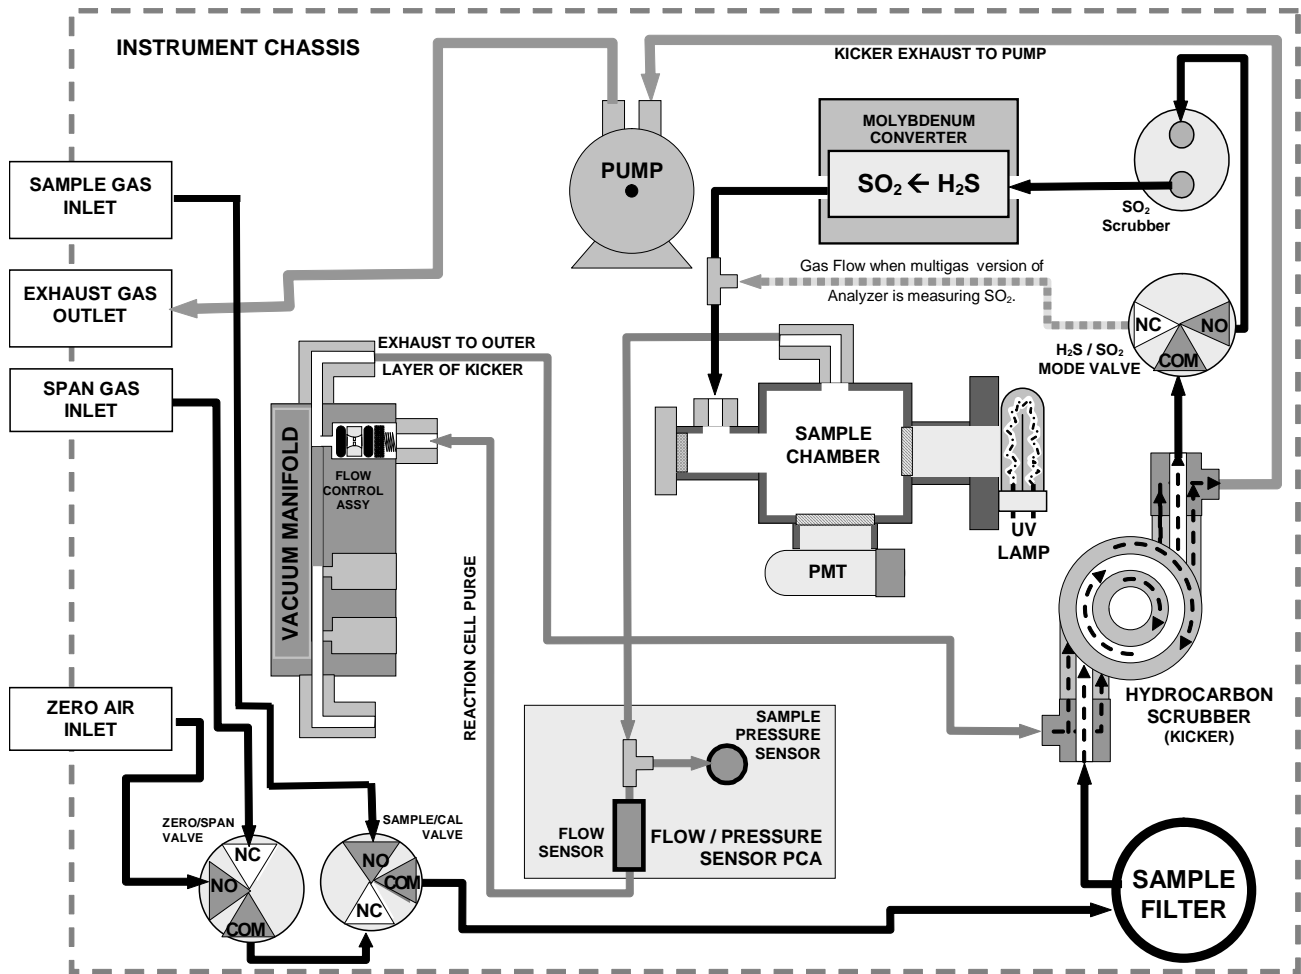 INSTRUMENT CHASSIS
KICKER EXHAUST TO PUMP
MOLYBDENUM
CONVERTER
SO₂ ← H₂S
PUMP
SO₂
Scrubber
SAMPLE GAS
INLET
EXHAUST GAS
OUTLET
SPAN GAS
INLET
ZERO AIR
INLET
Gas Flow when multigas version of
Analyzer is measuring SO₂.
NC
NO
COM
H₂S / SO₂
MODE VALVE
EXHAUST TO OUTER
LAYER OF KICKER
VACUUM MANIFOLD
FLOW
CONTROL
ASSY
SAMPLE
CHAMBER
UV
LAMP
PMT
REACTION CELL PURGE
HYDROCARBON
SCRUBBER
(KICKER)
SAMPLE
PRESSURE
SENSOR
FLOW
SENSOR
FLOW / PRESSURE
SENSOR PCA
ZERO/SPAN
VALVE
NC
NO
COM
SAMPLE/CAL
VALVE
NO
COM
NC
SAMPLE
FILTER